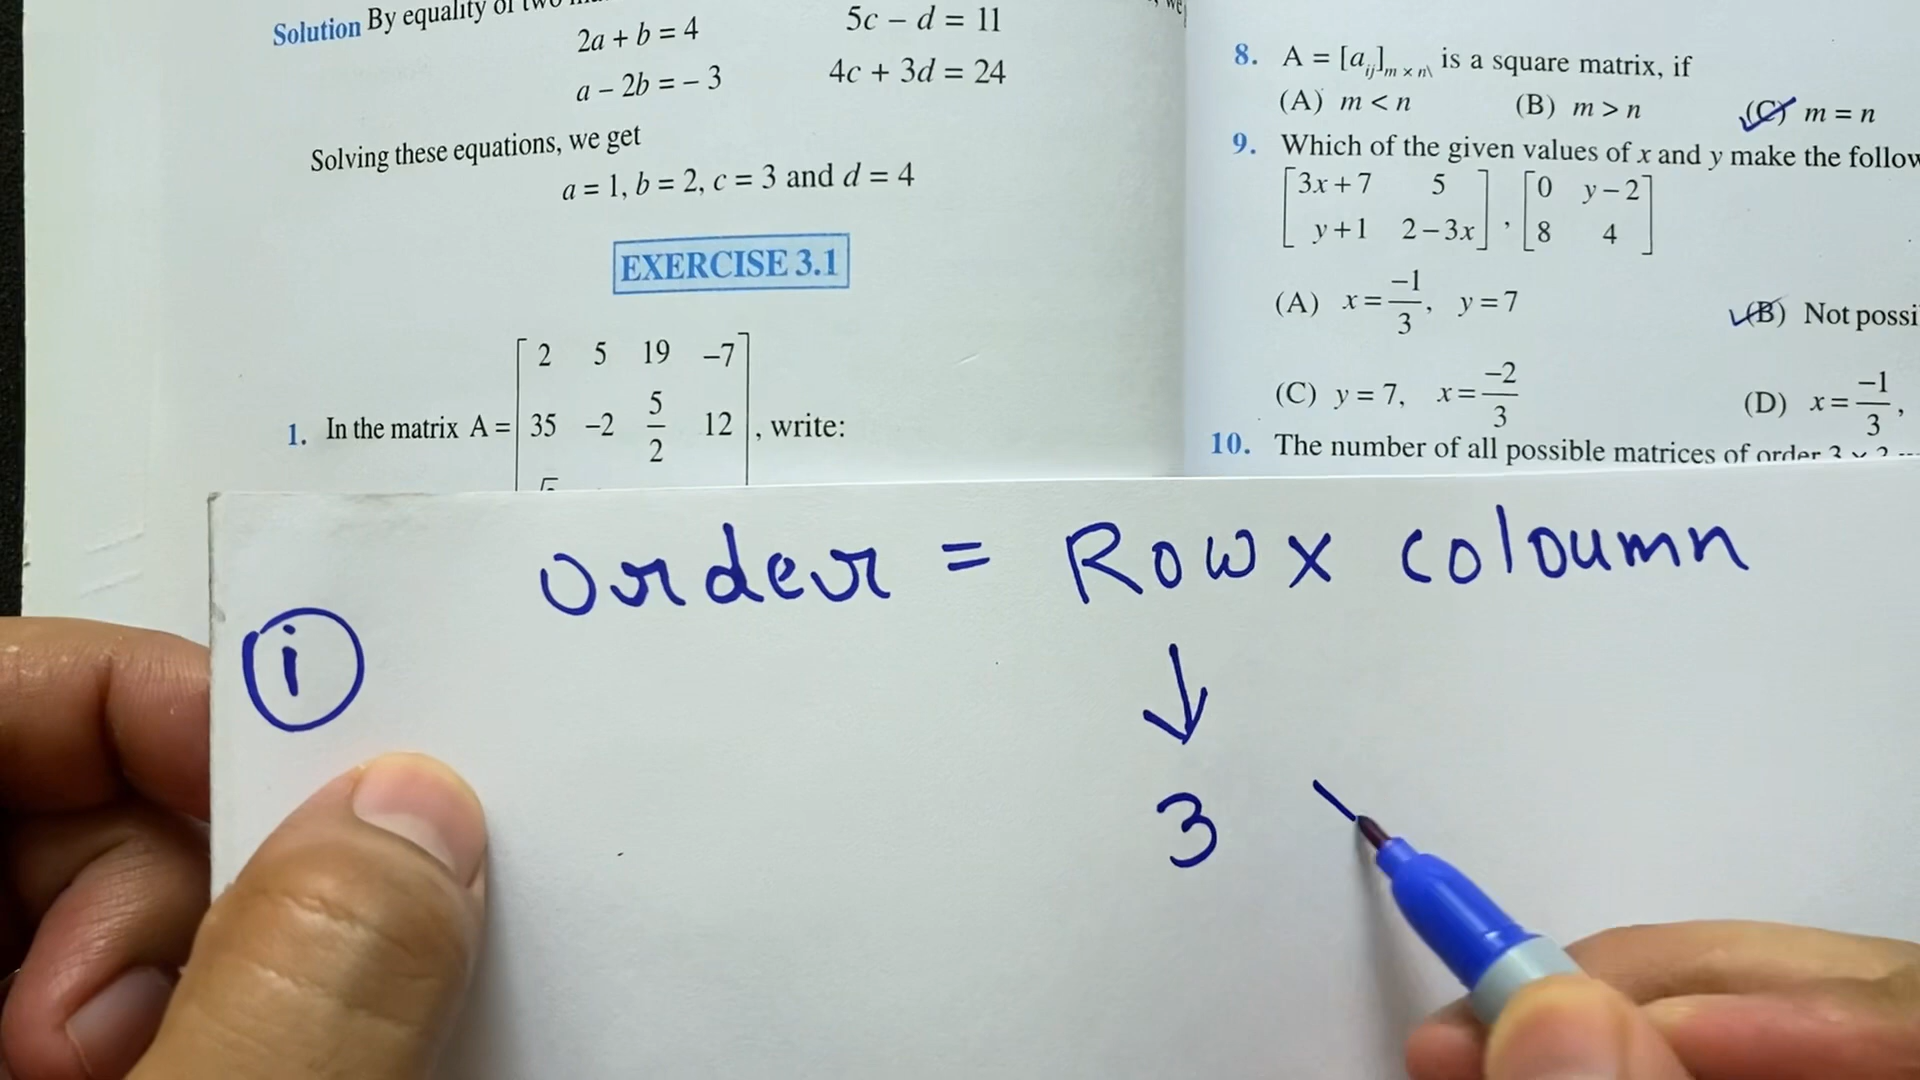 Solution By equality of two
2a + b = 4 5c – d = 11
a – 2b = – 3 4c + 3d = 24
Solving these equations, we get
a = 1, b = 2, c = 3 and d = 4
EXERCISE 3.1
2 5 19 –7
1. In the matrix A = 35 –2 5/2 12 , write:
we
8. A = [aij]m × n\ is a square matrix, if
(A) m < n (B) m > n (C) m = n
9. Which of the given values of x and y make the
[3x + 7 5] [0 y – 2]
[y + 1 2 – 3x] , [8 4]
(A) x = –1/3, y = 7 (B) Not
(C) y = 7, x = –2/3 (D) x = –1/3,
10. The number of all possible matrices of order 3 ×
order = Row x coloumn
i
↓
3